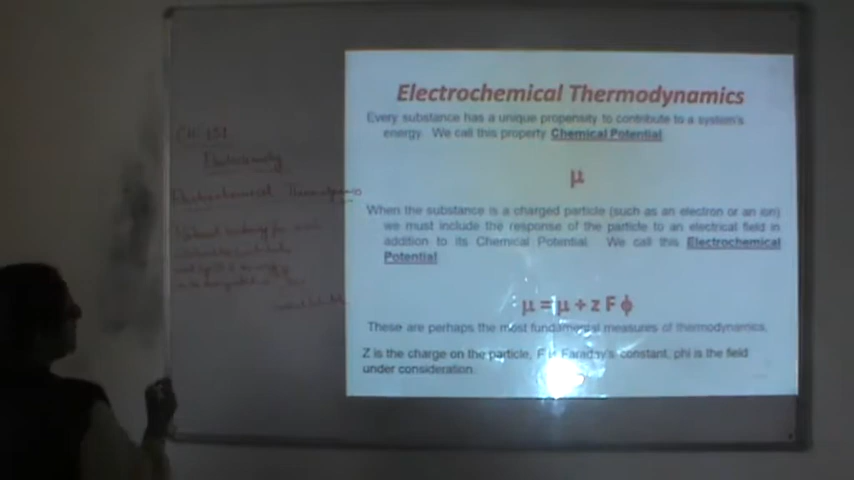 CH-151
Electrochemistry
Electrochemical Thermodynamics
Electrochemical Thermodynamics
Every substance has a unique propensity to contribute to a system's
energy. We call this property Chemical Potential
μ
When the substance is a charged particle (such as an electron or an ion)
we must include the response of the particle to an electrical field in
addition to its Chemical Potential. We call this Electrochemical
Potential
μ = μ + z F ϕ
These are perhaps the most fundamental measures of thermodynamics.
Z is the charge on the particle, F is Faraday's constant, phi is the field
under consideration.